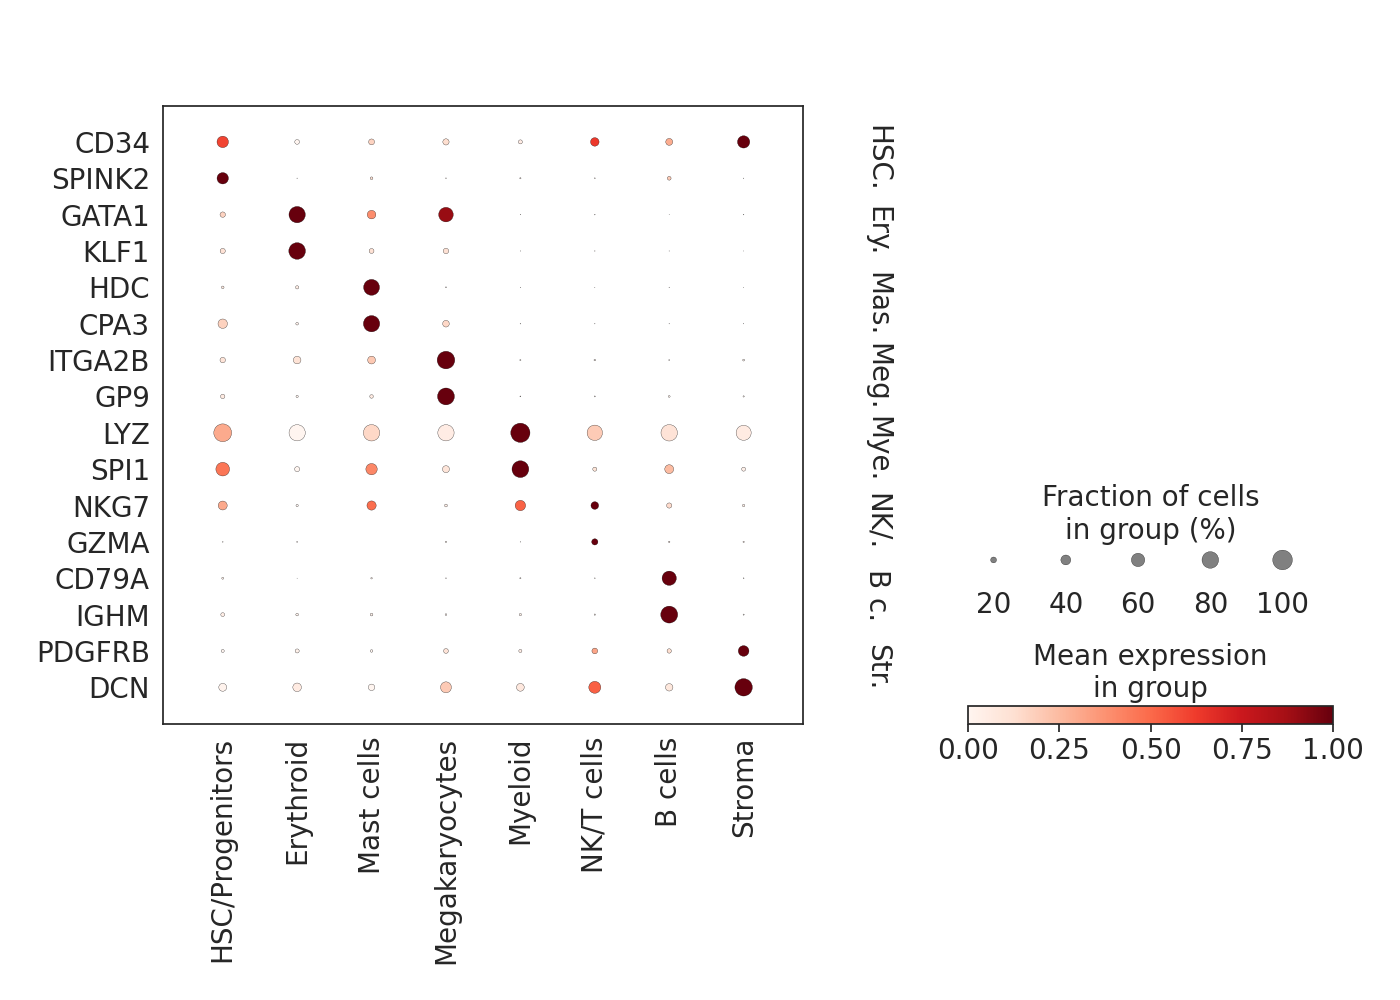 CD34
SPINK2
GATA1
KLF1
HDC
CPA3
ITGA2B
GP9
LYZ
SPI1
NKG7
GZMA
CD79A
IGHM
PDGFRB
DCN
HSC/Progenitors
Erythroid
Mast cells
Megakaryocytes
Myeloid
NK/T cells
B cells
Stroma
HSC.
Ery.
Mas.
Meg.
Mye.
NK/.
B c.
Str.
Fraction of cells
in group (%)
20 40 60 80 100
Mean expression
in group
0.00 0.25 0.50 0.75 1.00